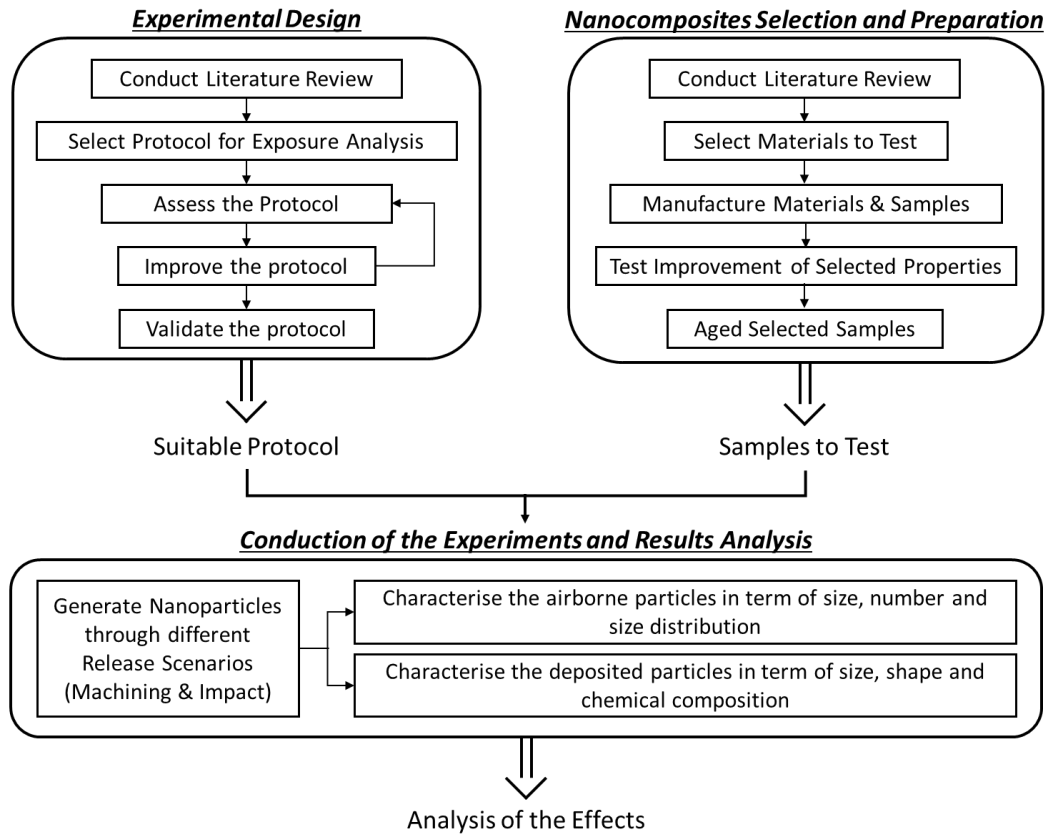 Experimental Design
Conduct Literature Review
Select Protocol for Exposure Analysis
Assess the Protocol
Improve the protocol
Validate the protocol
Suitable Protocol
Nanocomposites Selection and Preparation
Conduct Literature Review
Select Materials to Test
Manufacture Materials & Samples
Test Improvement of Selected Properties
Aged Selected Samples
Samples to Test
Conduction of the Experiments and Results Analysis
Generate Nanoparticles
through different
Release Scenarios
(Machining & Impact)
Characterise the airborne particles in term of size, number and
size distribution
Characterise the deposited particles in term of size, shape and
chemical composition
Analysis of the Effects